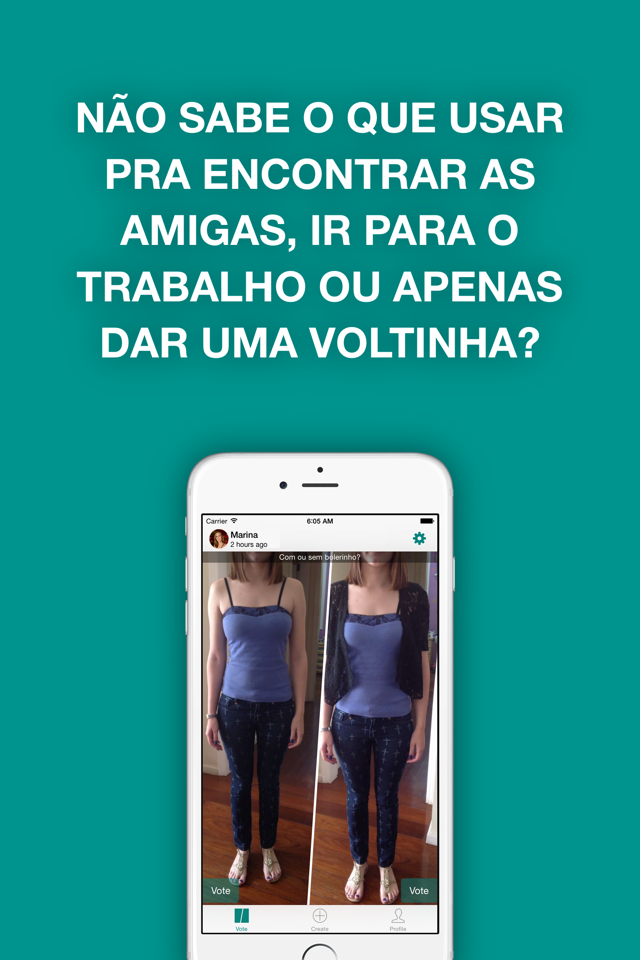 NÃO SABE O QUE USAR
PRA ENCONTRAR AS
AMIGAS, IR PARA O
TRABALHO OU APENAS
DAR UMA VOLTINHA?
Carrier 6:05 AM
Marina
2 hours ago
Com ou sem bolerinho?
Vote Vote
Vote Create Profile